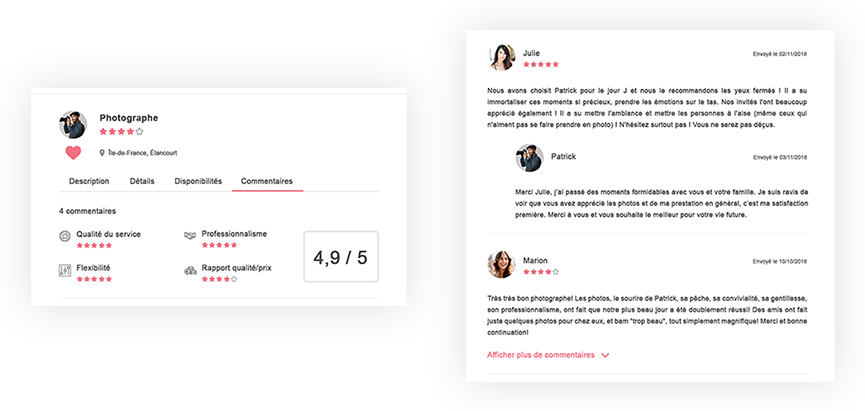 Photographe
Île-de-France, Élancourt
Description Détails Disponibilités Commentaires
4 commentaires
Qualité du service
Professionnalisme
Flexibilité
Rapport qualité/prix
4,9 / 5
Julie
Envoyé le 02/11/2018
Nous avons choisit Patrick pour le jour J et nous le recommandons les yeux fermés ! Il a su
immortaliser ces moments si précieux, prendre les émotions sur le tas. Nos invités l'ont beaucoup
apprécié également ! Il a su mettre l'ambiance et mettre les personnes à l'aise (même ceux qui
n'aiment pas se faire prendre en photo) ! N'hésitez surtout pas ! Vous ne serez pas déçus.
Patrick
Envoyé le 03/11/2018
Merci Julie, j'ai passé des moments formidables avec vous et votre famille. Je suis ravis de
voir que vous avez apprécié les photos et de ma prestation en général, c'est ma satisfaction
première. Merci à vous et vous souhaite le meilleur pour votre vie future.
Marion
Envoyé le 10/10/2018
Très très bon photographe! Les photos, le sourire de Patrick, sa pêche, sa convivialité, sa gentillesse,
son professionnalisme, ont fait que notre plus beau jour a été doublement réussi! Des amis ont fait
juste quelques photos pour chez eux, et bam "trop beau", tout simplement magnifique! Merci et bonne
continuation!
Afficher plus de commentaires